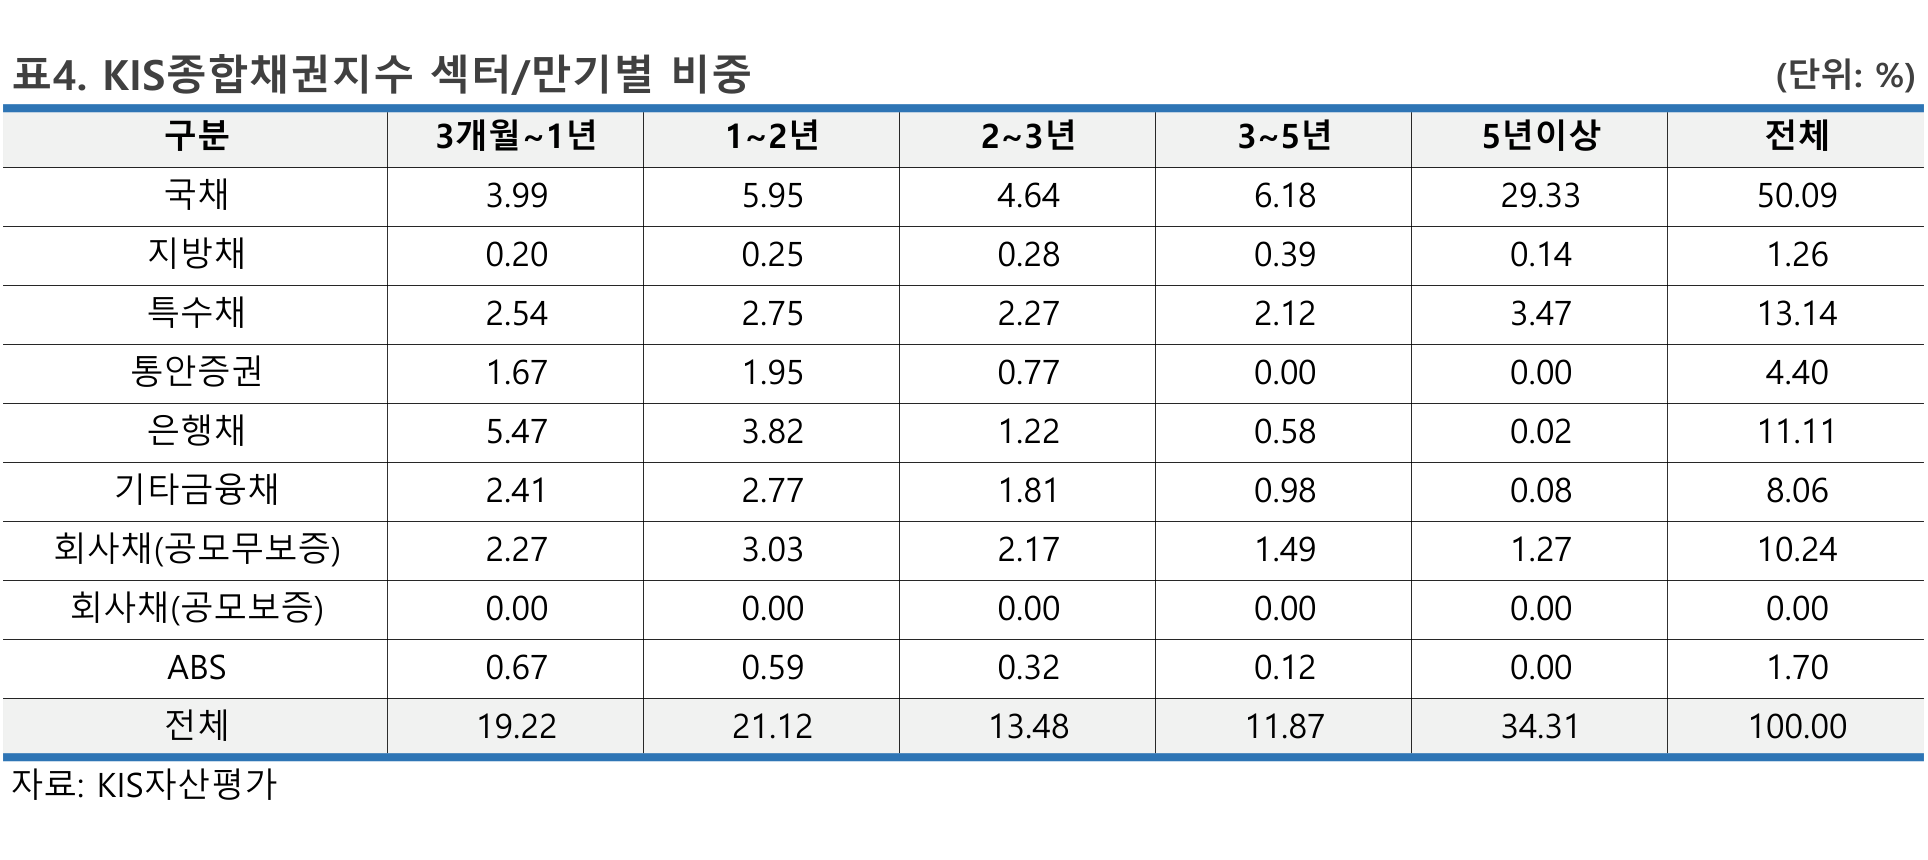 표4. KIS종합채권지수 섹터/만기별 비중 (단위: %)
구분 3개월~1년 1~2년 2~3년 3~5년 5년이상 전체
국채 3.99 5.95 4.64 6.18 29.33 50.09
지방채 0.20 0.25 0.28 0.39 0.14 1.26
특수채 2.54 2.75 2.27 2.12 3.47 13.14
통안증권 1.67 1.95 0.77 0.00 0.00 4.40
은행채 5.47 3.82 1.22 0.58 0.02 11.11
기타금융채 2.41 2.77 1.81 0.98 0.08 8.06
회사채(공모무보증) 2.27 3.03 2.17 1.49 1.27 10.24
회사채(공모보증) 0.00 0.00 0.00 0.00 0.00 0.00
ABS 0.67 0.59 0.32 0.12 0.00 1.70
전체 19.22 21.12 13.48 11.87 34.31 100.00
자료: KIS자산평가